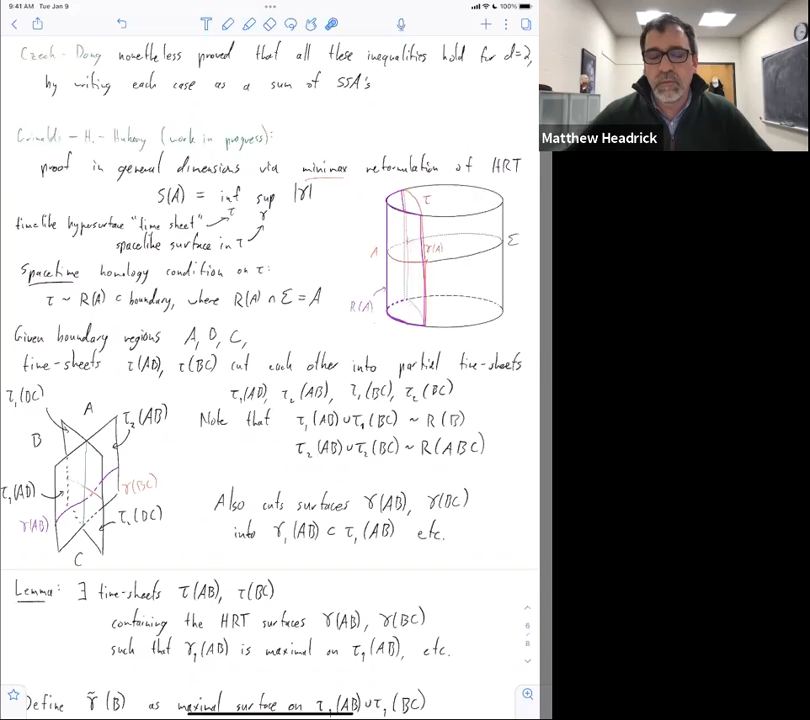 9:41 AM Tue Jan 9
100%
Czech - Dong nonetheless proved that all these inequalities hold for d=2,
by writing each case as a sum of SSA's
Grimaldi - H. - Hubeny (work in progress):
proof in general dimensions via minimax reformulation of HRT
S(A) = inf sup |γ|
τ γ
timelike hypersurface "time sheet"
spacelike surface in τ
τ
A
γ(A)
Σ
R(A)
Spacetime homology condition on τ:
τ ~ R(A) ⊂ boundary, where R(A) ∩ Σ = A
Given boundary regions A, B, C,
time-sheets τ(AB), τ(BC) cut each other into partial time-sheets
τ₁(AB), τ₂(AB), τ₁(BC), τ₂(BC)
Note that τ₁(AB) ∪ τ₁(BC) ~ R(B)
τ₂(AB) ∪ τ₂(BC) ~ R(ABC)
τ₁(BC)
A
τ₂(AB)
B
τ₁(AB)
γ(BC)
γ(AB)
τ₂(BC)
C
Also cuts surfaces γ(AB), γ(BC)
into γ₁(AB) ⊂ τ₁(AB) etc.
Lemma: ∃ time-sheets τ(AB), τ(BC)
containing the HRT surfaces γ(AB), γ(BC)
such that γ₁(AB) is maximal on τ₁(AB), etc.
Define γ̃(B) as maximal surface on τ₁(AB) ∪ τ₁(BC)
6
8
Matthew Headrick